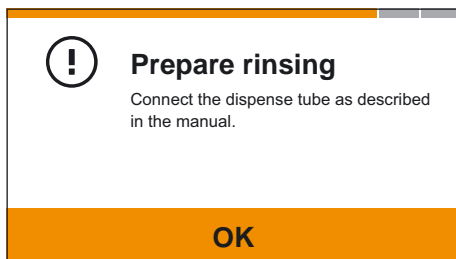 Prepare rinsing
Connect the dispense tube as described
in the manual.
OK